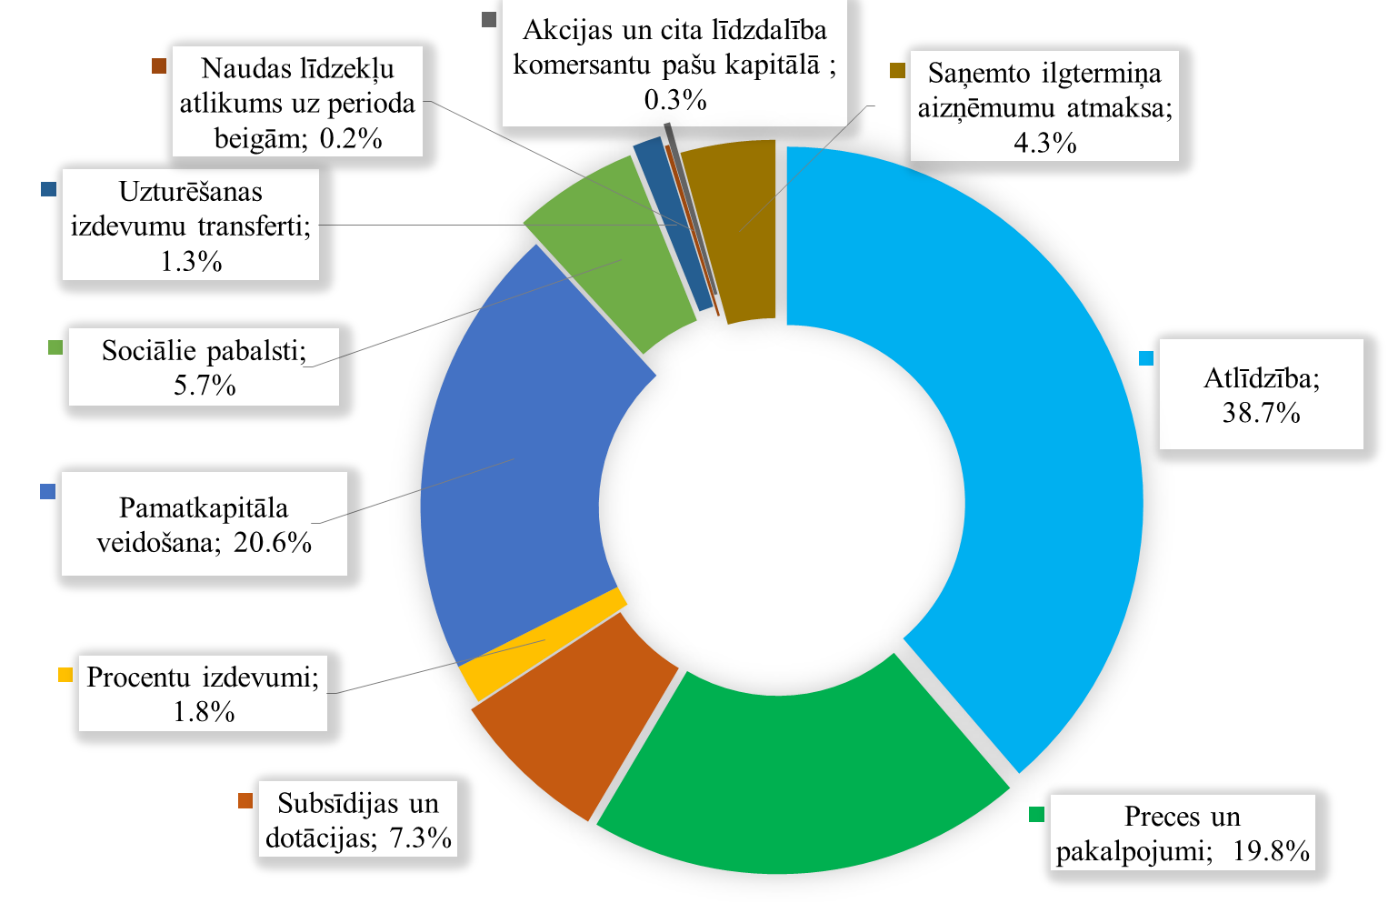 Akcijas un cita līdzdalība
komersantu pašu kapitālā ;
0.3%
Naudas līdzekļu
atlikums uz perioda
beigām; 0.2%
Saņemto ilgtermiņa
aizņēmumu atmaksa;
4.3%
Uzturēšanas
izdevumu transferti;
1.3%
Sociālie pabalsti;
5.7%
Atlīdzība;
38.7%
Pamatkapitāla
veidošana; 20.6%
Procentu izdevumi;
1.8%
Subsīdijas un
dotācijas; 7.3%
Preces un
pakalpojumi; 19.8%